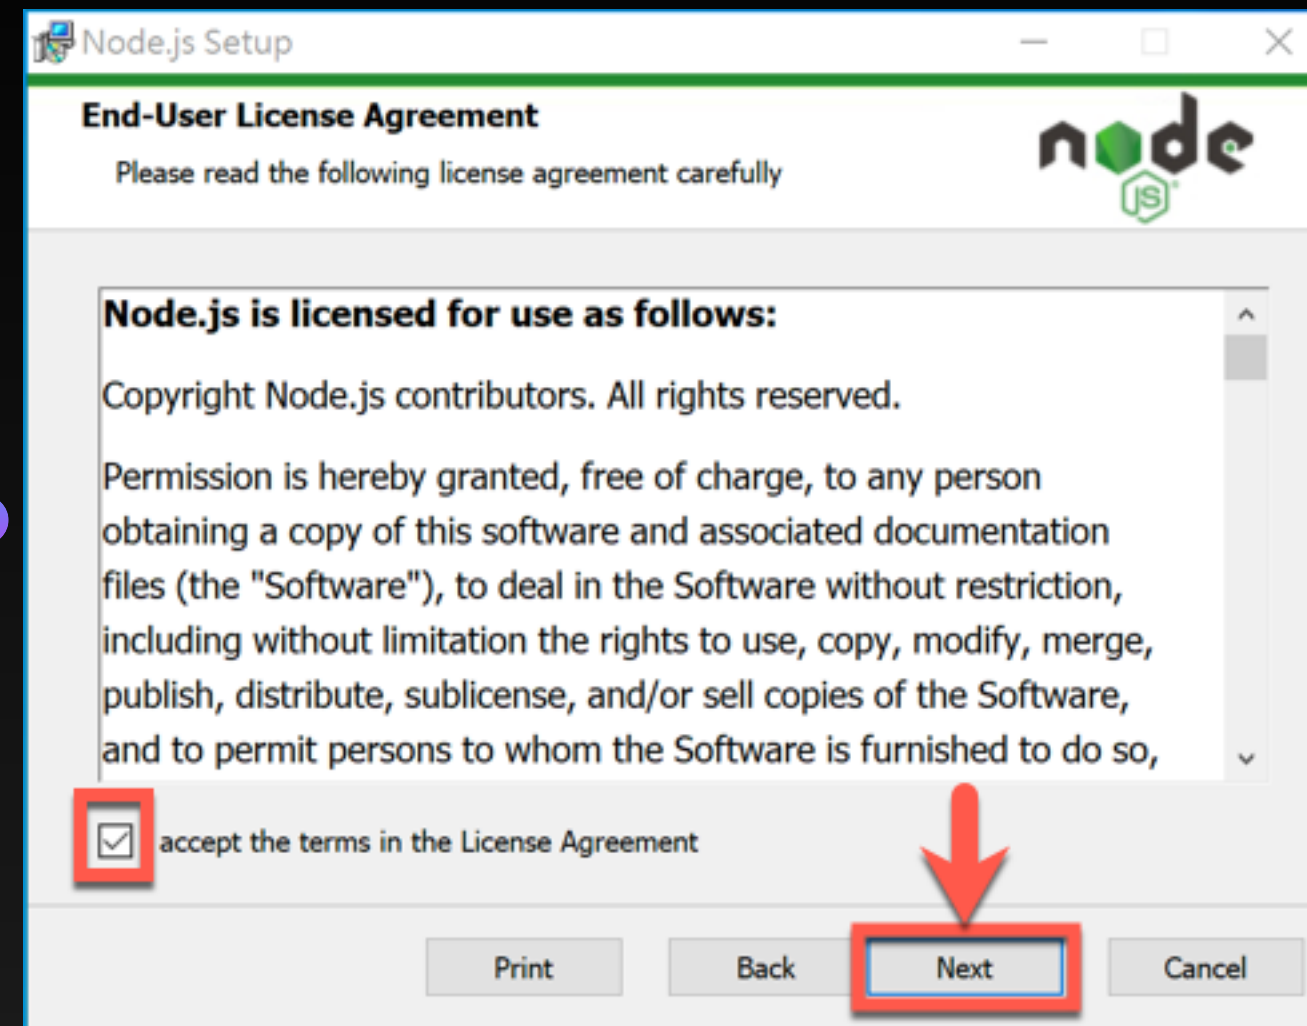 Node.js Setup
End-User License Agreement
Please read the following license agreement carefully
node
JS
Node.js is licensed for use as follows:
Copyright Node.js contributors. All rights reserved.
Permission is hereby granted, free of charge, to any person
obtaining a copy of this software and associated documentation
files (the "Software"), to deal in the Software without restriction,
including without limitation the rights to use, copy, modify, merge,
publish, distribute, sublicense, and/or sell copies of the Software,
and to permit persons to whom the Software is furnished to do so,
accept the terms in the License Agreement
Print Back Next Cancel